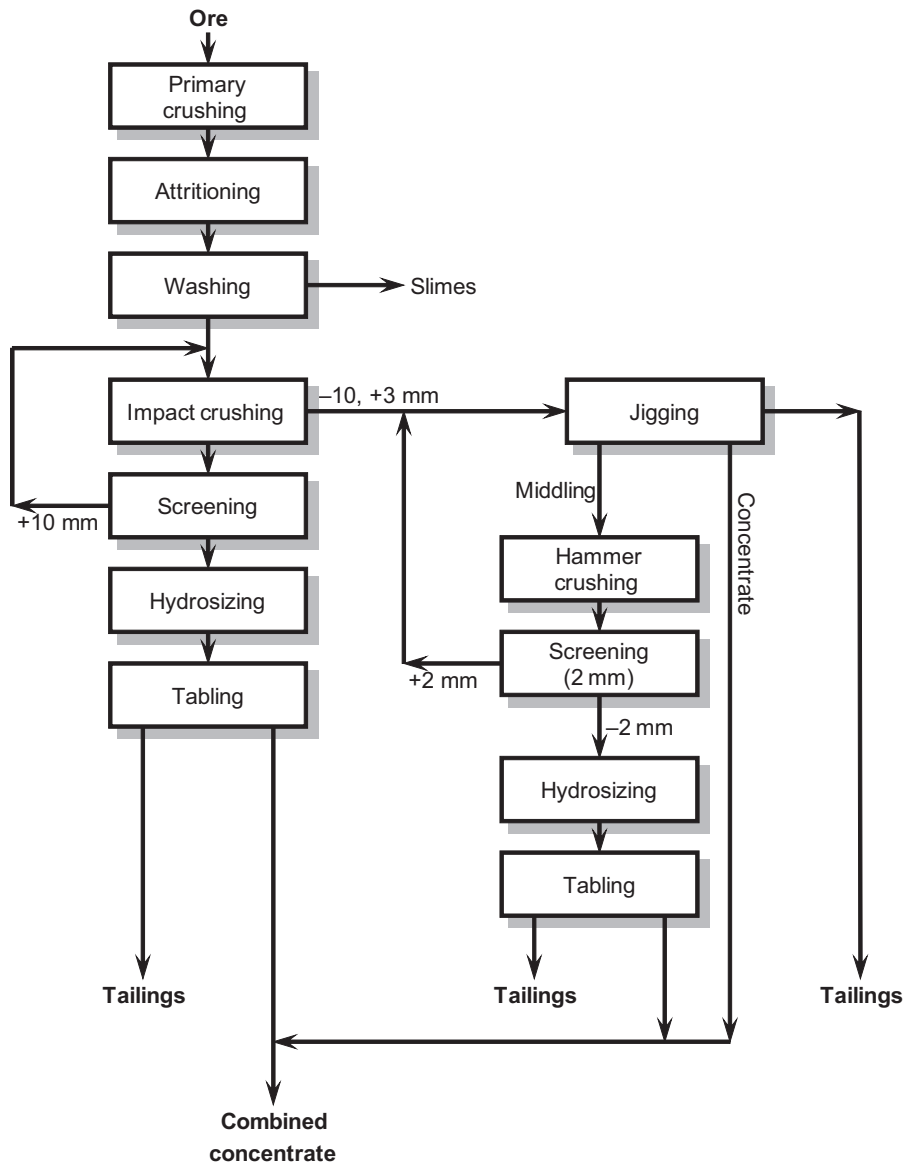 Ore
Primary
crushing
Attritioning
Washing
Slimes
Impact crushing
–10, +3 mm
Jigging
Screening
+10 mm
Middling
Concentrate
Hammer
crushing
Hydrosizing
Screening
(2 mm)
+2 mm
Tabling
–2 mm
Hydrosizing
Tabling
Tailings
Tailings
Tailings
Combined
concentrate